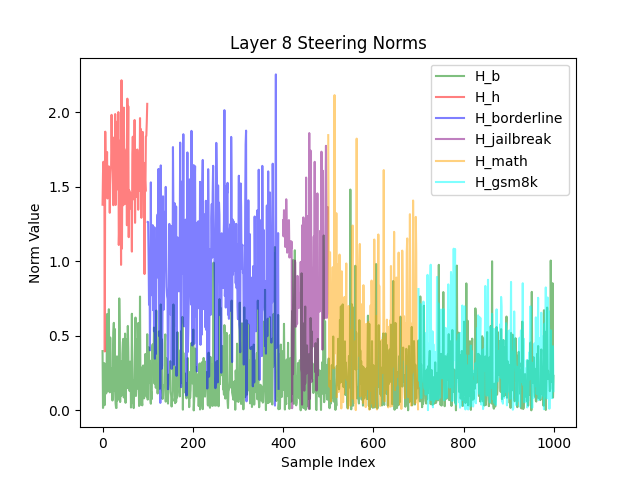 Layer 8 Steering Norms
H_b
H_h
H_borderline
H_jailbreak
H_math
H_gsm8k
Norm Value
2.0
1.5
1.0
0.5
0.0
0
200
400
600
800
1000
Sample Index